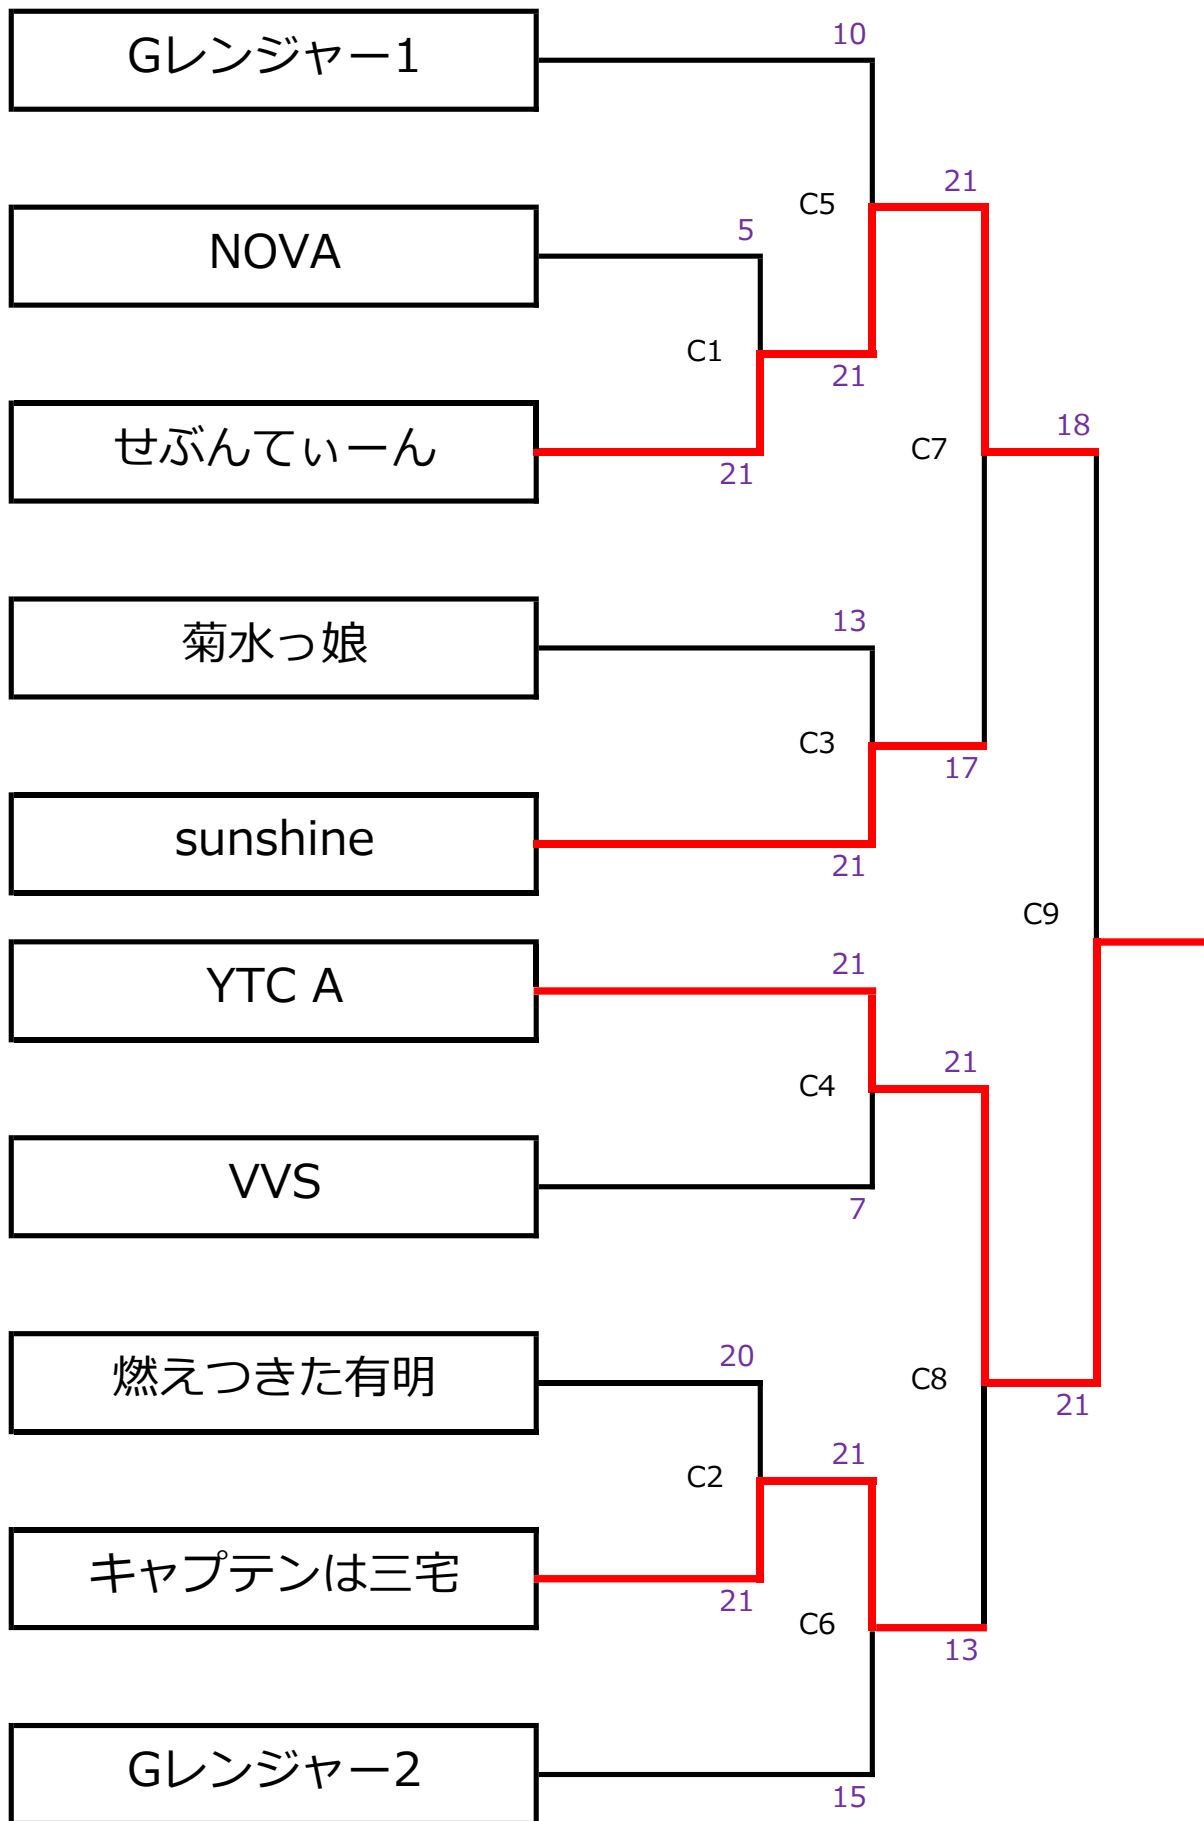 Gレンジャー1
10
C5
21
NOVA
5
C1
21
せぶんてぃーん
21
C7
18
菊水っ娘
13
C3
17
sunshine
21
C9
YTC A
21
C4
21
VVS
7
燃えつきた有明
20
C8
21
C2
21
キャプテンは三宅
21
C6
13
Gレンジャー2
15